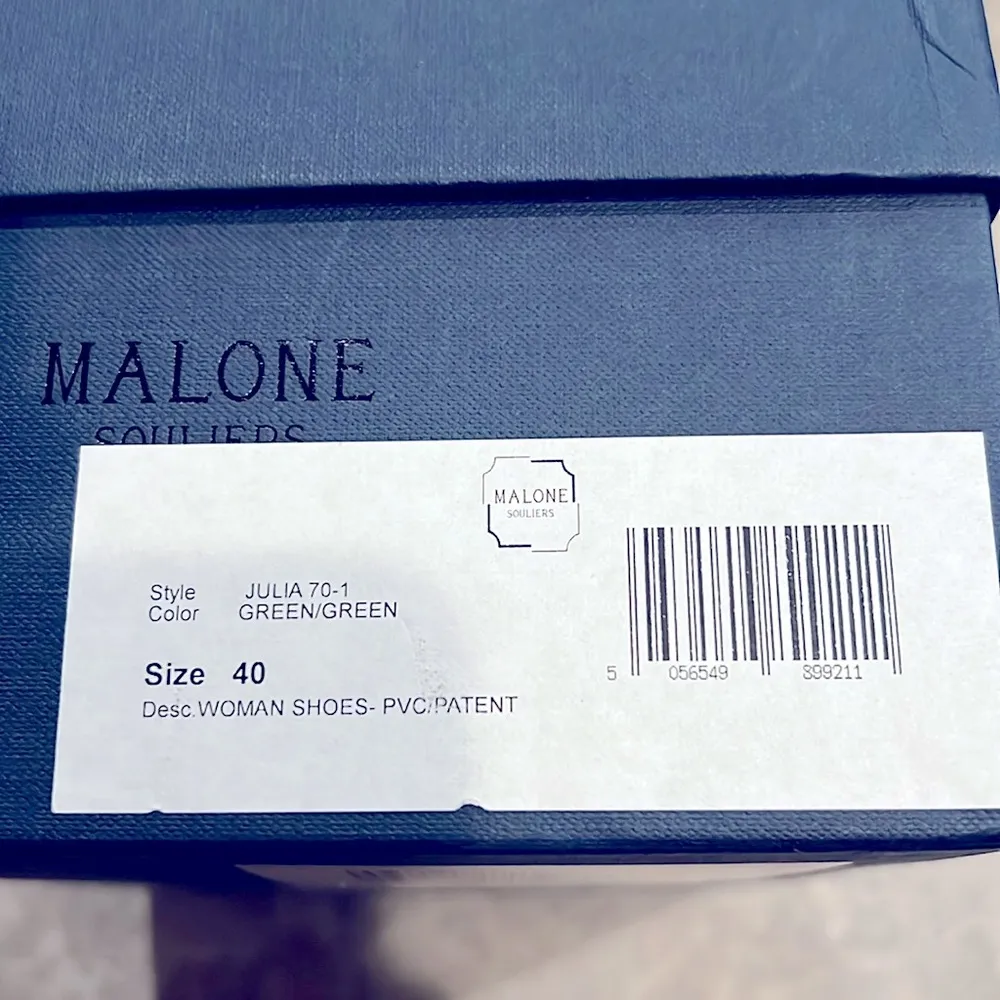 MALONE
SOULIERS
MALONE
SOULIERS
Style JULIA 70-1
Color GREEN/GREEN
Size 40
Desc.WOMAN SHOES- PVC/PATENT
5 056549 899211